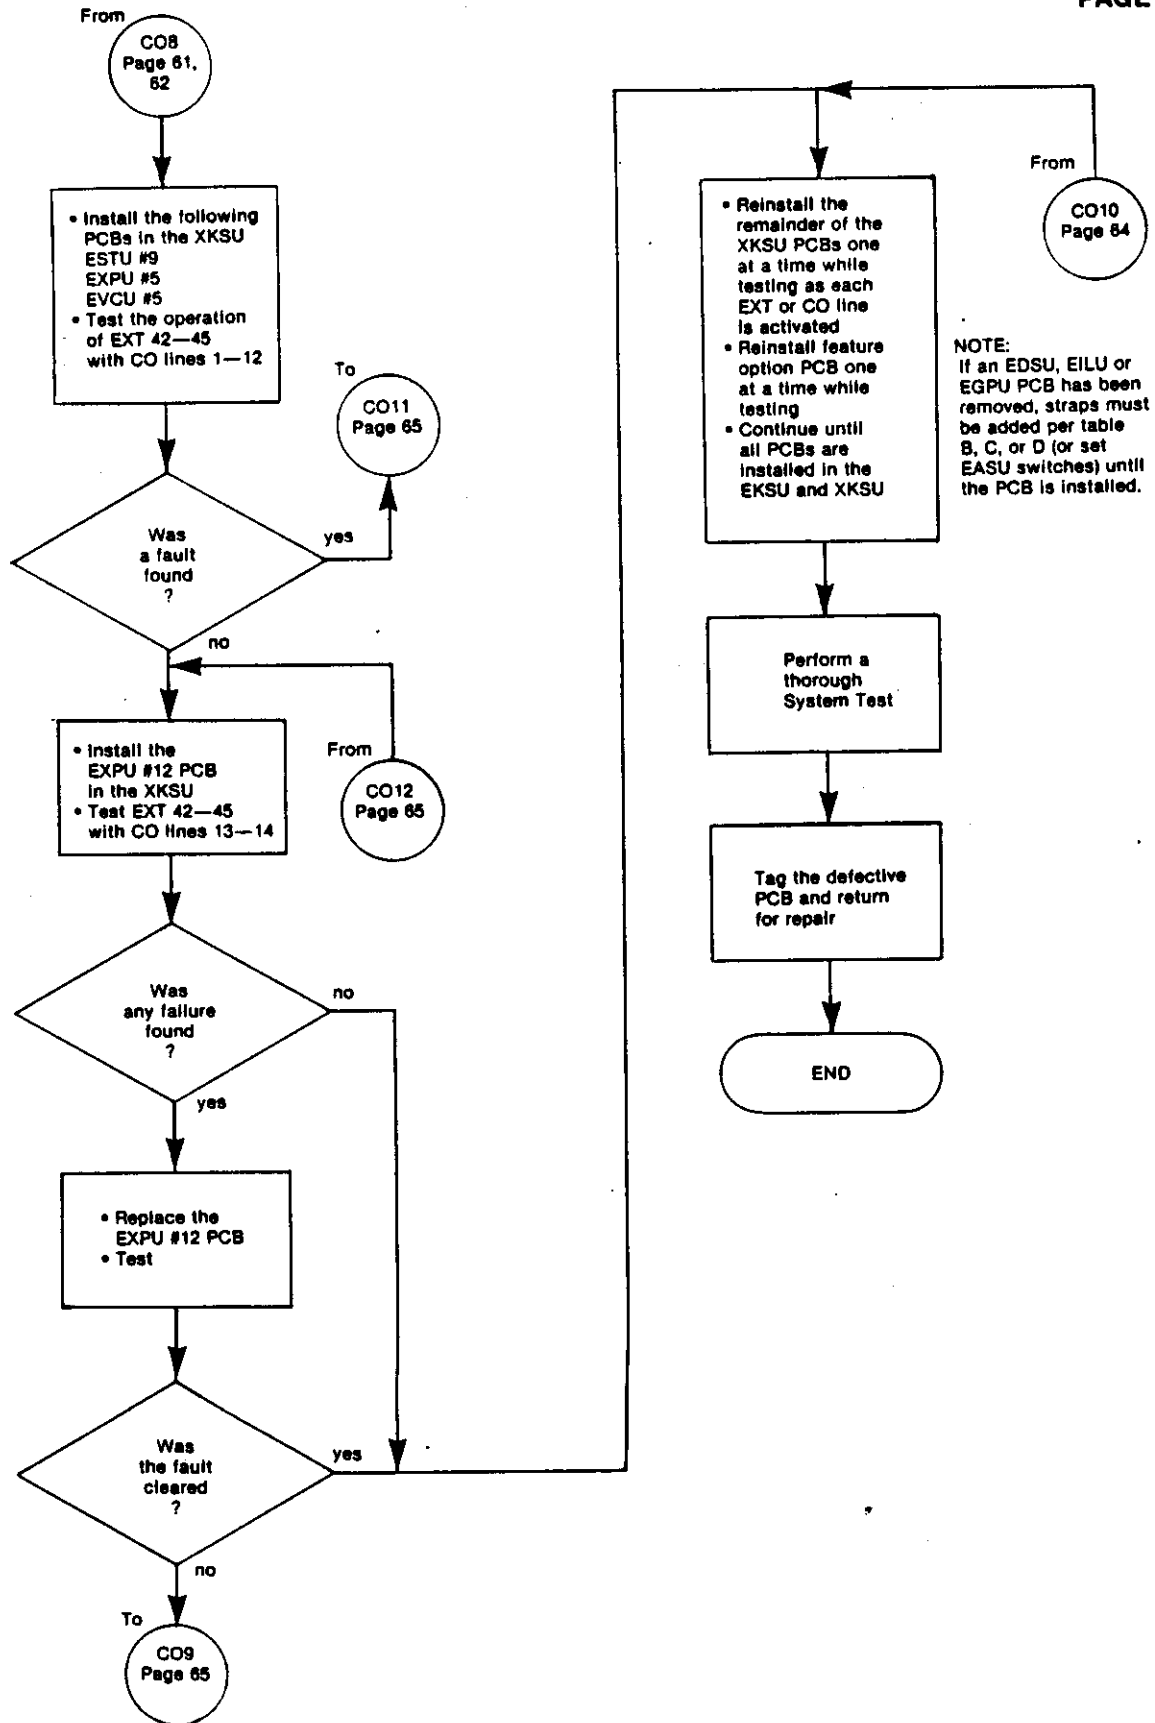 PAGE
From
CO8
Page 61,
62
• Install the following
PCBs in the XKSU
ESTU #9
EXPU #5
EVCU #5
• Test the operation
of EXT 42—45
with CO lines 1—12
To
CO11
Page 65
Was
a fault
found
?
yes
no
• Install the
EXPU #12 PCB
in the XKSU
• Test EXT 42—45
with CO lines 13—14
From
CO12
Page 65
Was
any failure
found
?
no
yes
• Replace the
EXPU #12 PCB
• Test
Was
the fault
cleared
?
yes
no
To
CO9
Page 65
From
CO10
Page 64
• Reinstall the
remainder of the
XKSU PCBs one
at a time while
testing as each
EXT or CO line
is activated
• Reinstall feature
option PCB one
at a time while
testing
• Continue until
all PCBs are
installed in the
EKSU and XKSU
NOTE:
If an EDSU, EILU or
EGPU PCB has been
removed, straps must
be added per table
B, C, or D (or set
EASU switches) until
the PCB is installed.
Perform a
thorough
System Test
Tag the defective
PCB and return
for repair
END